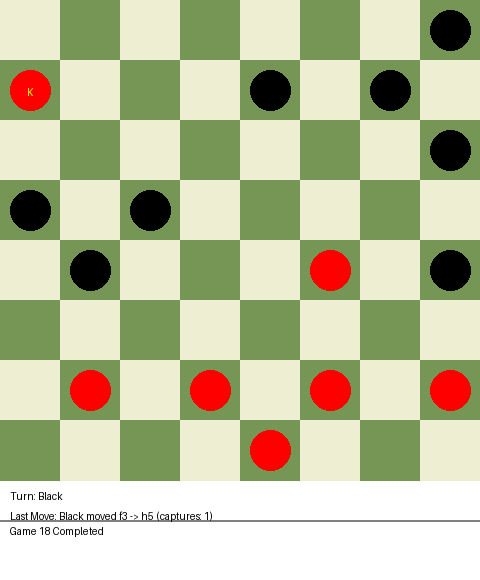 K
Turn: Black
Last Move: Black moved f3 -> h5 (captures: 1)
Game 18 Completed